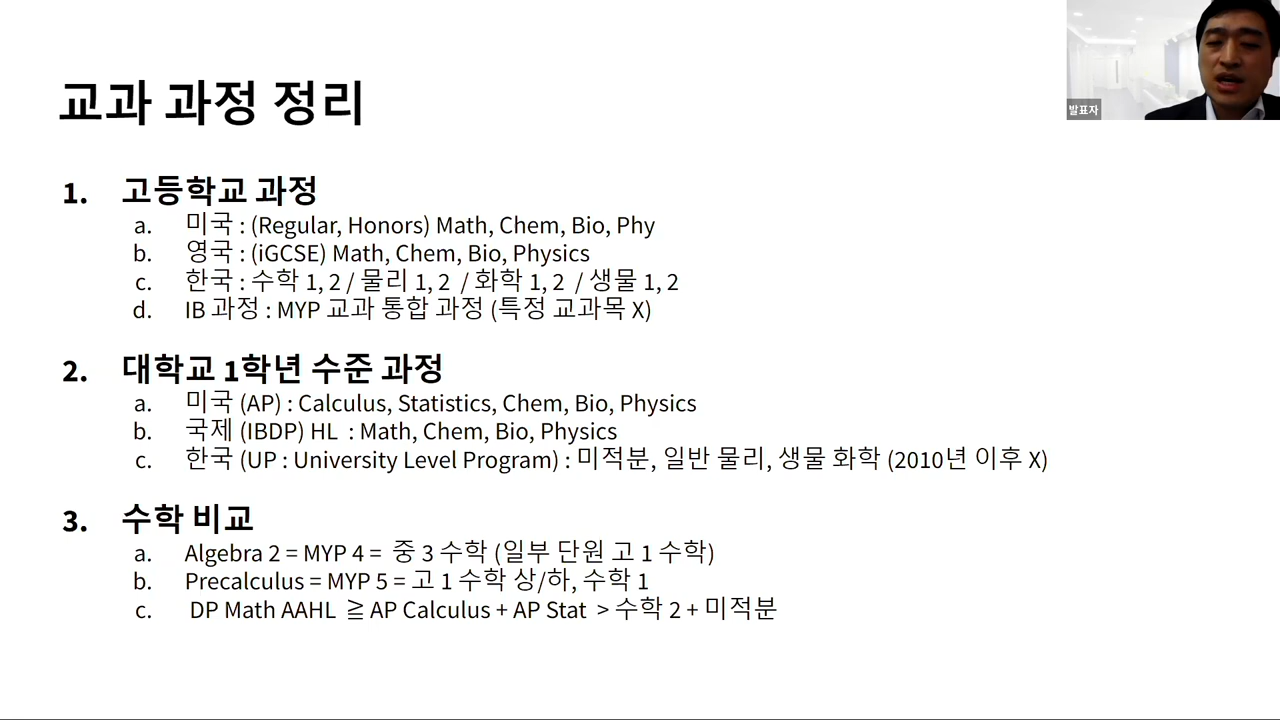 발표자
교과 과정 정리
1. 고등학교 과정
a. 미국 : (Regular, Honors) Math, Chem, Bio, Phy
b. 영국 : (iGCSE) Math, Chem, Bio, Physics
c. 한국 : 수학 1, 2 / 물리 1, 2 / 화학 1, 2 / 생물 1, 2
d. IB 과정 : MYP 교과 통합 과정 (특정 교과목 X)
2. 대학교 1학년 수준 과정
a. 미국 (AP) : Calculus, Statistics, Chem, Bio, Physics
b. 국제 (IBDP) HL : Math, Chem, Bio, Physics
c. 한국 (UP : University Level Program) : 미적분, 일반 물리, 생물 화학 (2010년 이후 X)
3. 수학 비교
a. Algebra 2 = MYP 4 = 중 3 수학 (일부 단원 고 1 수학)
b. Precalculus = MYP 5 = 고 1 수학 상/하, 수학 1
c. DP Math AAHL ≧ AP Calculus + AP Stat > 수학 2 + 미적분